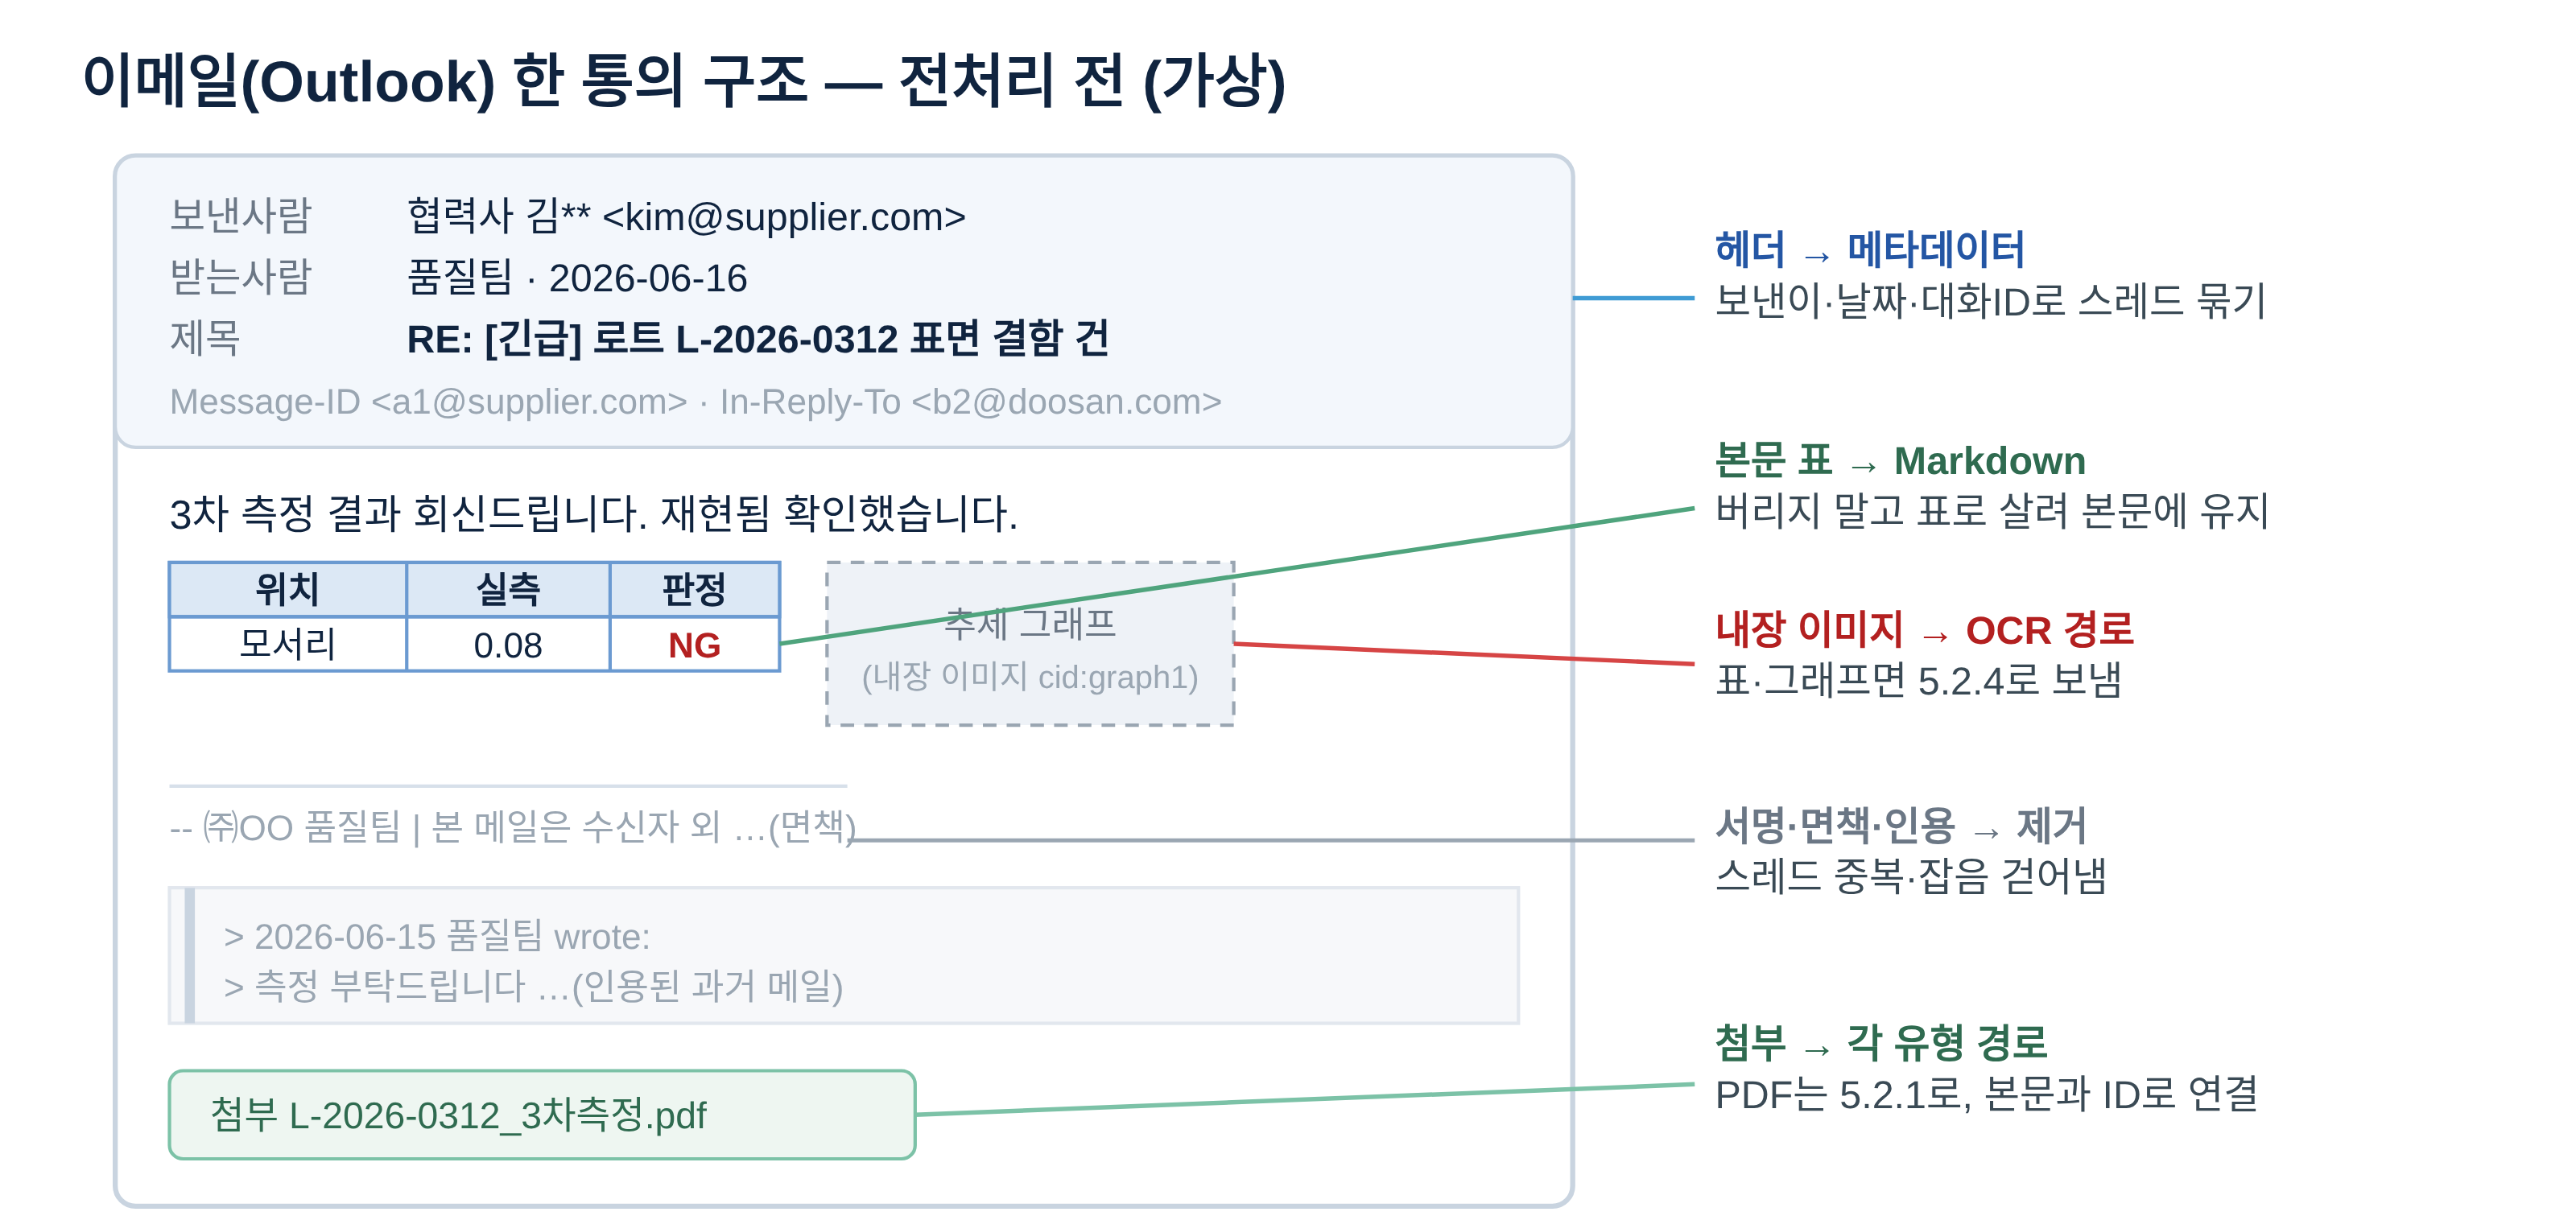 이메일(Outlook) 한 통의 구조 — 전처리 전 (가상)
보낸사람 협력사 김** <kim@supplier.com>
받는사람 품질팀 · 2026-06-16
제목 RE: [긴급] 로트 L-2026-0312 표면 결함 건
Message-ID <a1@supplier.com> · In-Reply-To <b2@doosan.com>
헤더 → 메타데이터
보낸이·날짜·대화ID로 스레드 묶기
3차 측정 결과 회신드립니다. 재현됨 확인했습니다.
위치 실측 판정
모서리 0.08 NG
추세 그래프
(내장 이미지 cid:graph1)
본문 표 → Markdown
버리지 말고 표로 살려 본문에 유지
내장 이미지 → OCR 경로
표·그래프면 5.2.4로 보냄
-- ㈜OO 품질팀 | 본 메일은 수신자 외 …(면책)
서명·면책·인용 → 제거
스레드 중복·잡음 걷어냄
> 2026-06-15 품질팀 wrote:
> 측정 부탁드립니다 …(인용된 과거 메일)
첨부 L-2026-0312_3차측정.pdf
첨부 → 각 유형 경로
PDF는 5.2.1로, 본문과 ID로 연결